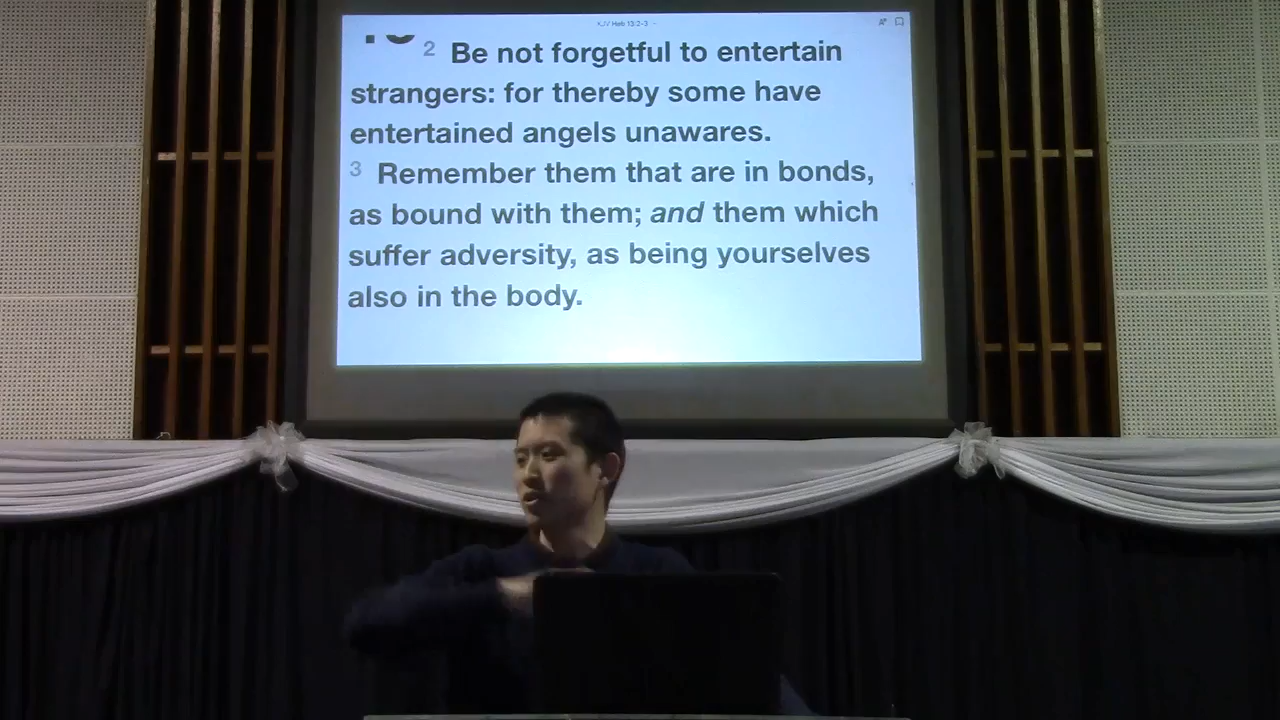 KJV Heb 13:2-3
2 Be not forgetful to entertain
strangers: for thereby some have
entertained angels unawares.
3 Remember them that are in bonds,
as bound with them; and them which
suffer adversity, as being yourselves
also in the body.